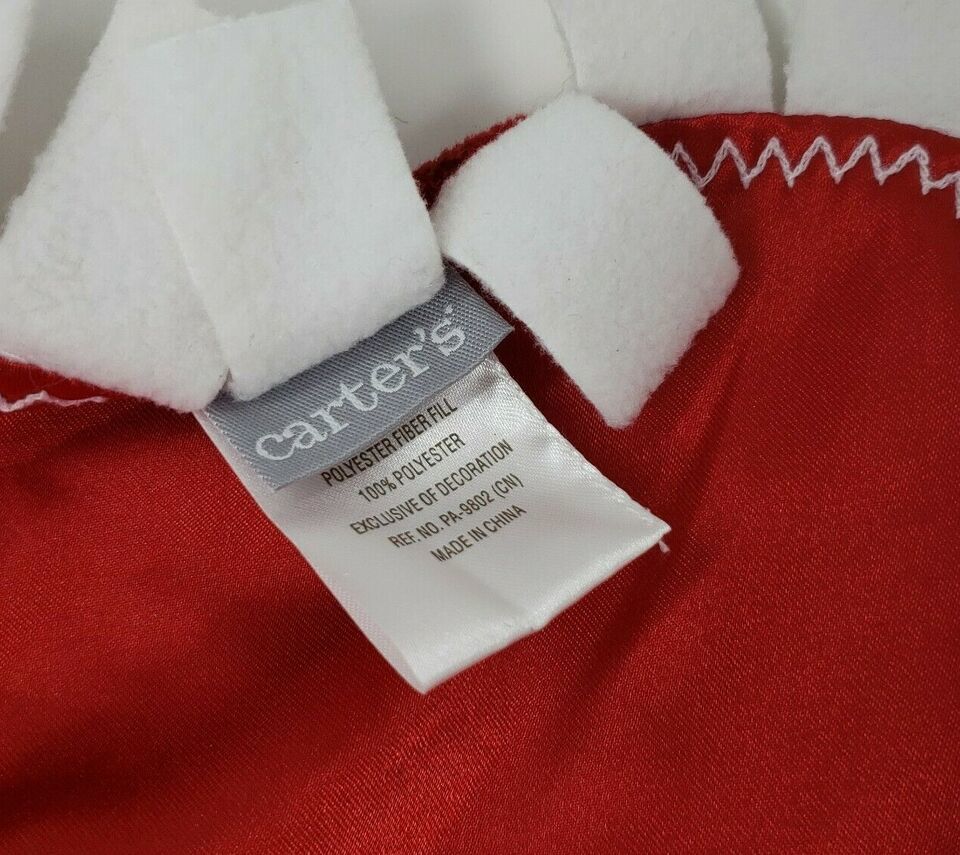 carter's
POLYESTER FIBER FILL
100% POLYESTER
EXCLUSIVE OF DECORATION
REF. NO. PA-9802 (CN)
MADE IN CHINA